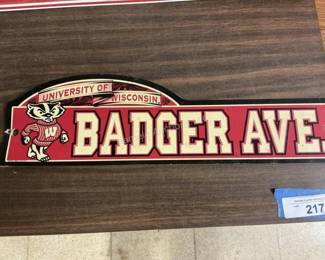 UNIVERSITY OF WISCONSIN
W
BADGER AVE.
217